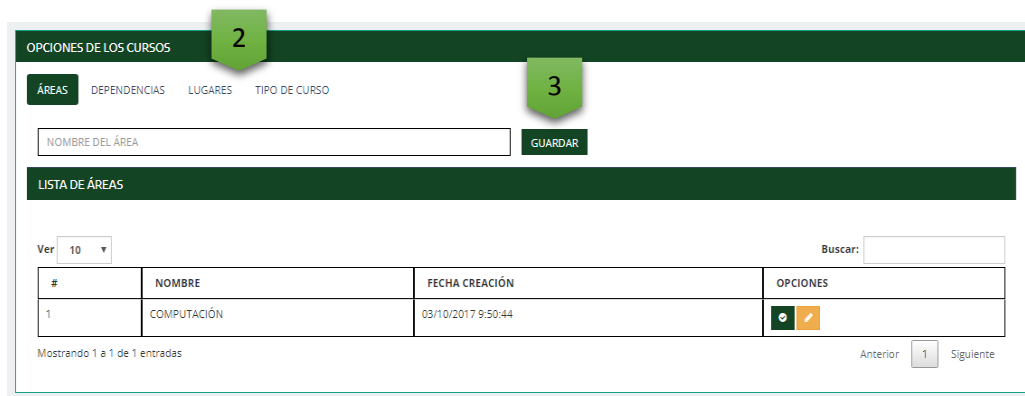 2
OPCIONES DE LOS CURSOS
3
ÁREAS DEPENDENCIAS LUGARES TIPO DE CURSO
NOMBRE DEL ÁREA GUARDAR
LISTA DE ÁREAS
Ver 10 Buscar:
# NOMBRE FECHA CREACIÓN OPCIONES
1 COMPUTACIÓN 03/10/2017 9:50:44
Mostrando 1 a 1 de 1 entradas Anterior 1 Siguiente